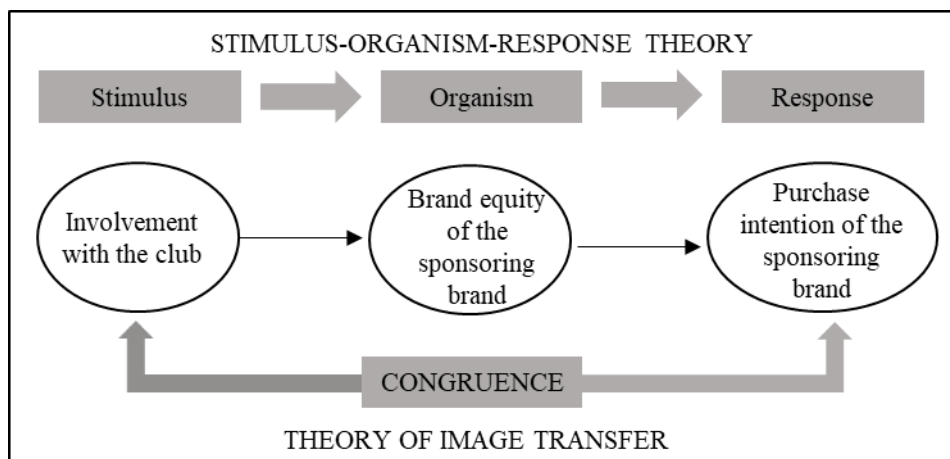 STIMULUS-ORGANISM-RESPONSE THEORY
Stimulus
Organism
Response
Involvement
with the club
Brand equity
of the
sponsoring
brand
Purchase
intention of the
sponsoring
brand
CONGRUENCE
THEORY OF IMAGE TRANSFER